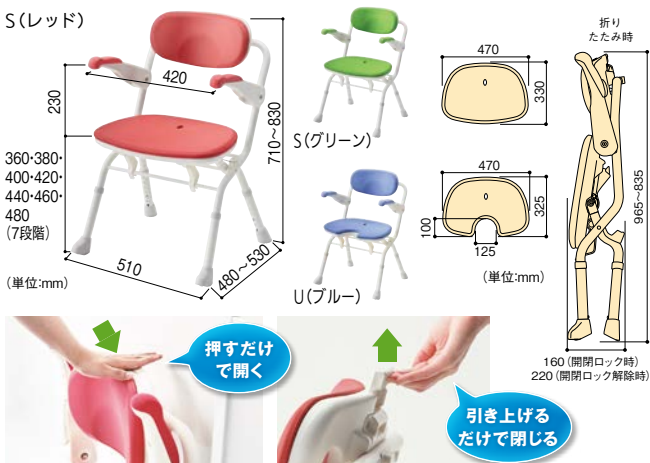 S(レッド)
420
230
710〜830
360・380・
400・420・
440・460・
480
(7段階)
(単位:mm)
510
480〜530
S(グリーン)
U(ブルー)
470
330
470
325
100
125
(単位:mm)
折り
たたみ時
965〜835
160(開閉ロック時)
220(開閉ロック解除時)
押すだけ
で開く
引き上げる
だけで閉じる